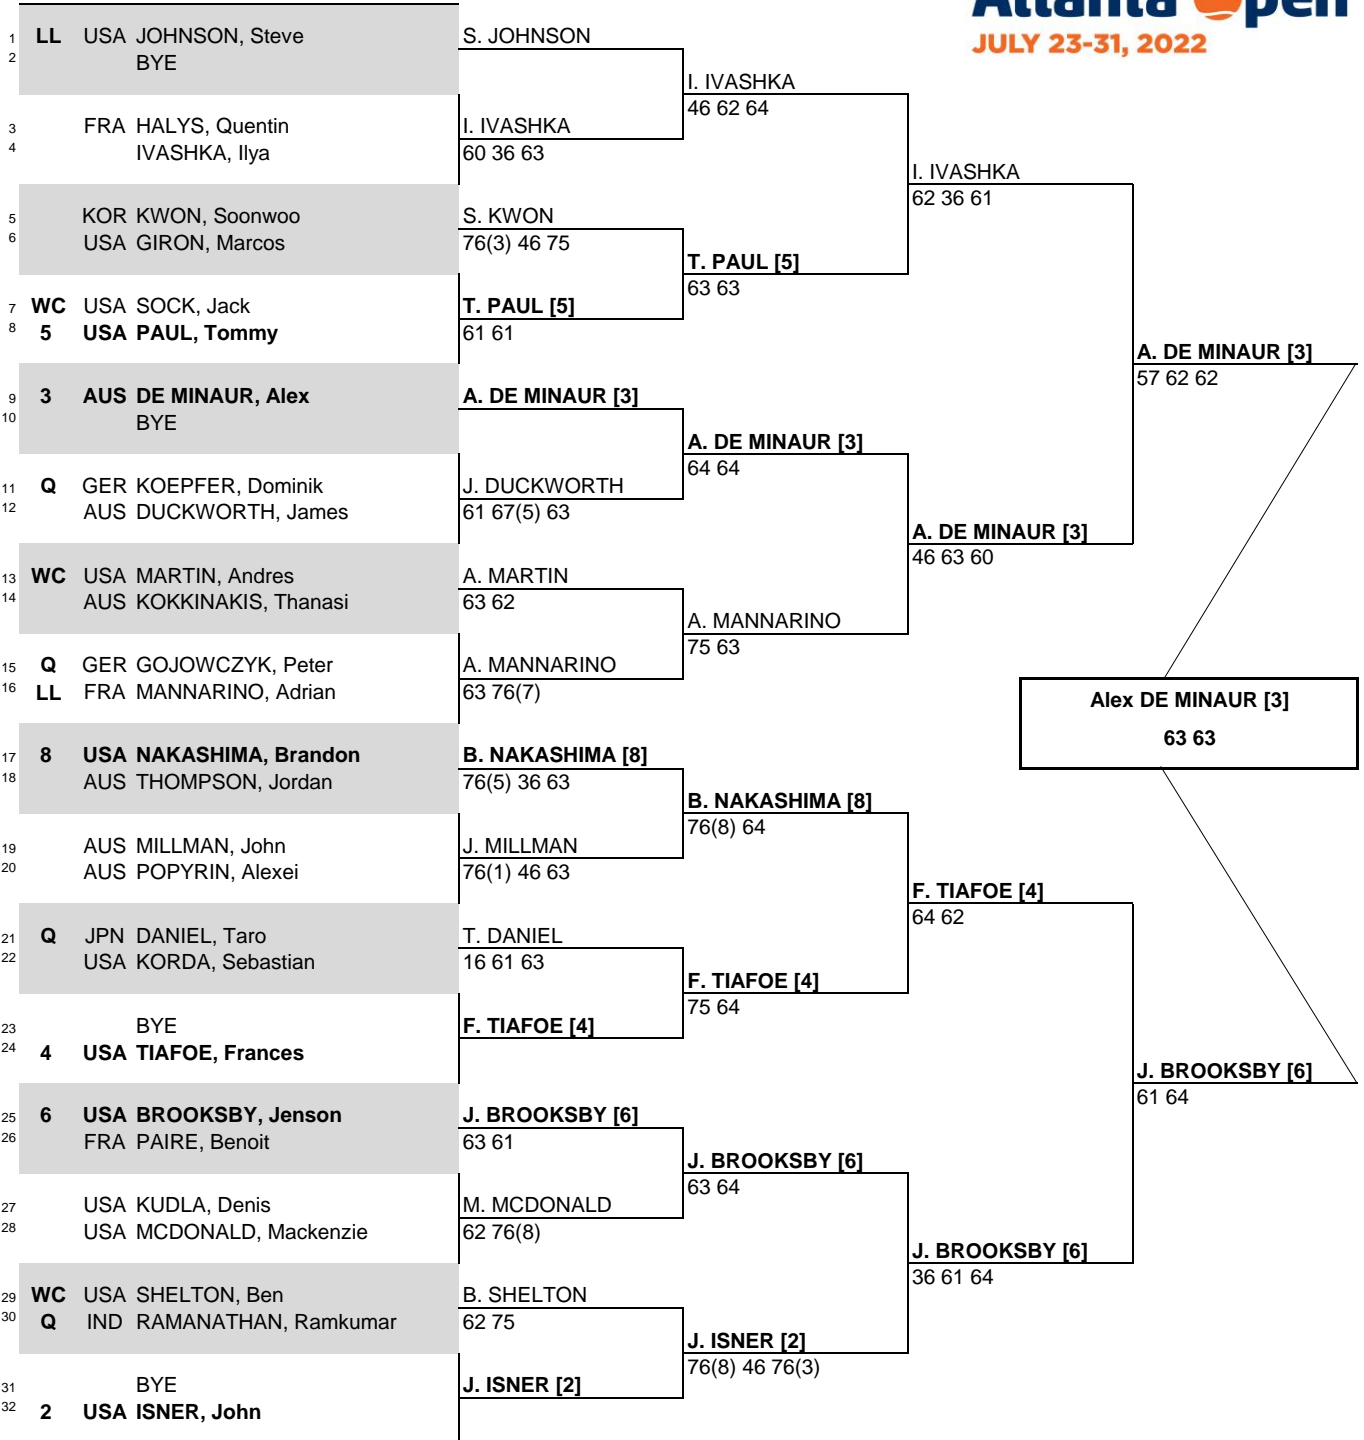 Atlanta Open
JULY 23-31, 2022
1 LL USA JOHNSON, Steve
2 BYE
3 FRA HALYS, Quentin
4 IVASHKA, Ilya
5 KOR KWON, Soonwoo
6 USA GIRON, Marcos
7 WC USA SOCK, Jack
8 5 USA PAUL, Tommy
9 3 AUS DE MINAUR, Alex
10 BYE
11 Q GER KOEPFER, Dominik
12 AUS DUCKWORTH, James
13 WC USA MARTIN, Andres
14 AUS KOKKINAKIS, Thanasi
15 Q GER GOJOWCZYK, Peter
16 LL FRA MANNARINO, Adrian
17 8 USA NAKASHIMA, Brandon
18 AUS THOMPSON, Jordan
19 AUS MILLMAN, John
20 AUS POPYRIN, Alexei
21 Q JPN DANIEL, Taro
22 USA KORDA, Sebastian
23 BYE
24 4 USA TIAFOE, Frances
25 6 USA BROOKSBY, Jenson
26 FRA PAIRE, Benoit
27 USA KUDLA, Denis
28 USA MCDONALD, Mackenzie
29 WC USA SHELTON, Ben
30 Q IND RAMANATHAN, Ramkumar
31 BYE
32 2 USA ISNER, John
S. JOHNSON
I. IVASHKA
60 36 63
S. KWON
76(3) 46 75
T. PAUL [5]
61 61
A. DE MINAUR [3]
J. DUCKWORTH
61 67(5) 63
A. MARTIN
63 62
A. MANNARINO
63 76(7)
B. NAKASHIMA [8]
76(5) 36 63
J. MILLMAN
76(1) 46 63
T. DANIEL
16 61 63
F. TIAFOE [4]
J. BROOKSBY [6]
63 61
M. MCDONALD
62 76(8)
B. SHELTON
62 75
J. ISNER [2]
I. IVASHKA
46 62 64
T. PAUL [5]
63 63
A. DE MINAUR [3]
64 64
A. MANNARINO
75 63
B. NAKASHIMA [8]
76(8) 64
F. TIAFOE [4]
75 64
J. BROOKSBY [6]
63 64
J. ISNER [2]
76(8) 46 76(3)
I. IVASHKA
62 36 61
A. DE MINAUR [3]
46 63 60
F. TIAFOE [4]
64 62
J. BROOKSBY [6]
36 61 64
A. DE MINAUR [3]
57 62 62
J. BROOKSBY [6]
61 64
Alex DE MINAUR [3]
63 63